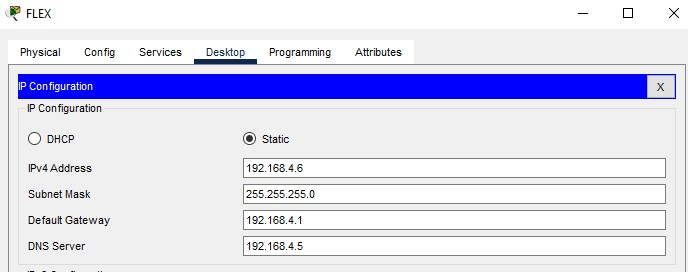 FLEX
Physical Config Services Desktop Programming Attributes
IP Configuration X
IP Configuration
DHCP Static
IPv4 Address 192.168.4.6
Subnet Mask 255.255.255.0
Default Gateway 192.168.4.1
DNS Server 192.168.4.5